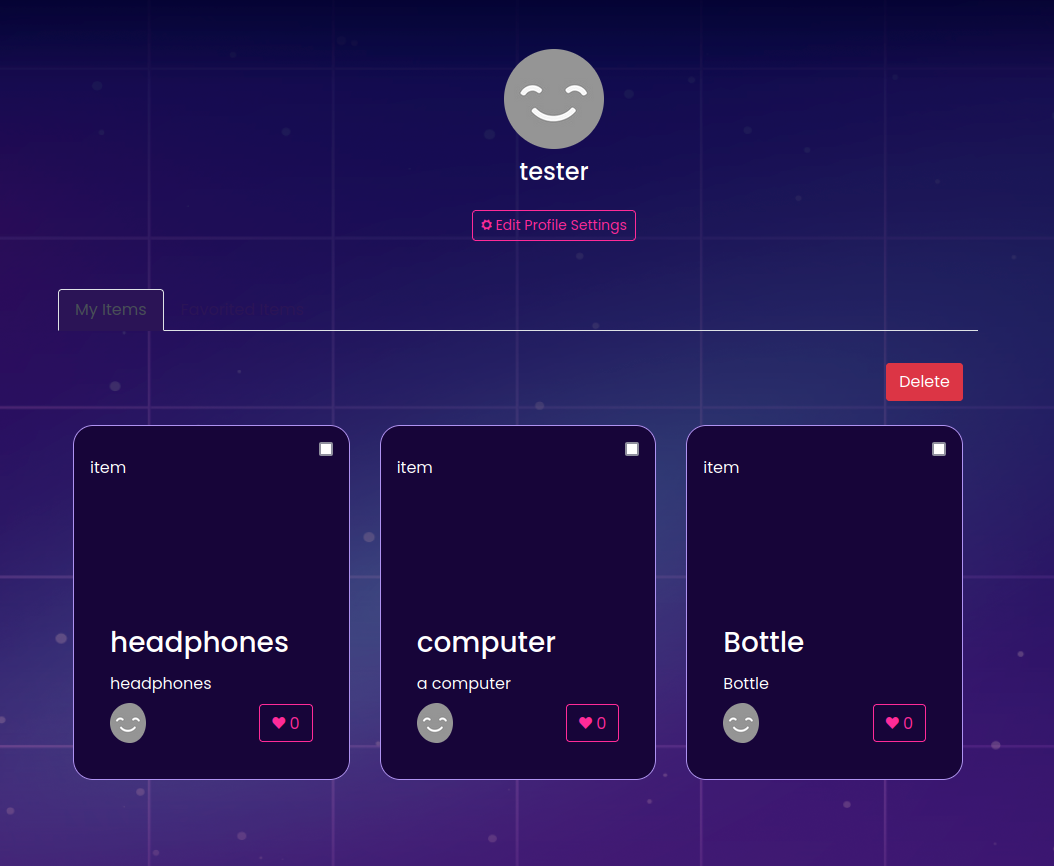 tester
Edit Profile Settings
My Items
Favorited Items
Delete
item
item
item
headphones
computer
Bottle
headphones
a computer
Bottle
0
0
0